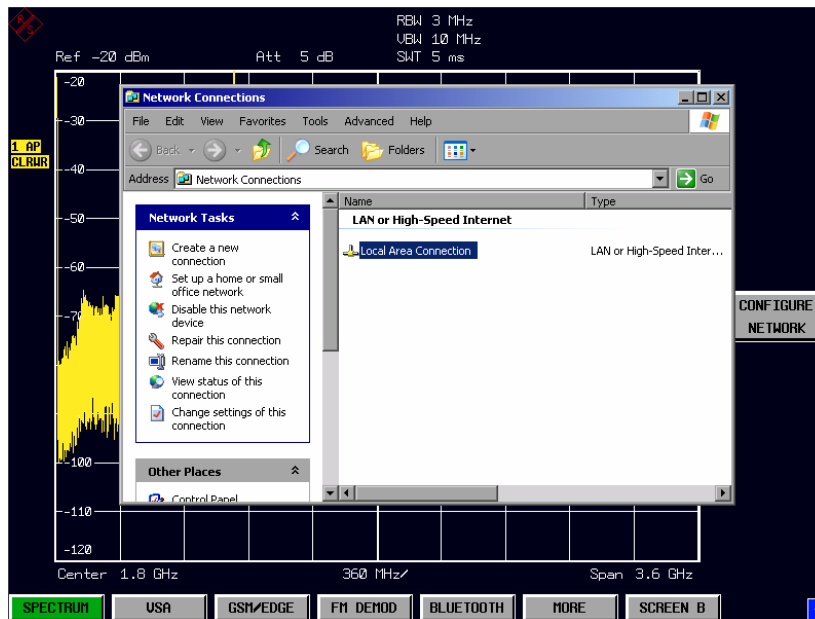 RBW 3 MHz
VBW 10 MHz
Ref -20 dBm Att 5 dB SWT 5 ms
-20
Network Connections
File Edit View Favorites Tools Advanced Help
-30
1 AP
CLRWR
Back Search Folders
-40
Address Network Connections Go
Name Type
Network Tasks
LAN or High-Speed Internet
-50
Create a new
connection
Local Area Connection LAN or High-Speed Inter...
-60
Set up a home or small
office network
Disable this network
device
CONFIGURE
NETWORK
Repair this connection
Rename this connection
View status of this
connection
Change settings of this
connection
-100
Other Places
Control Panel
-110
-120
Center 1.8 GHz 360 MHz/ Span 3.6 GHz
SPECTRUM VSA GSM/EDGE FM DEMOD BLUETOOTH MORE SCREEN B